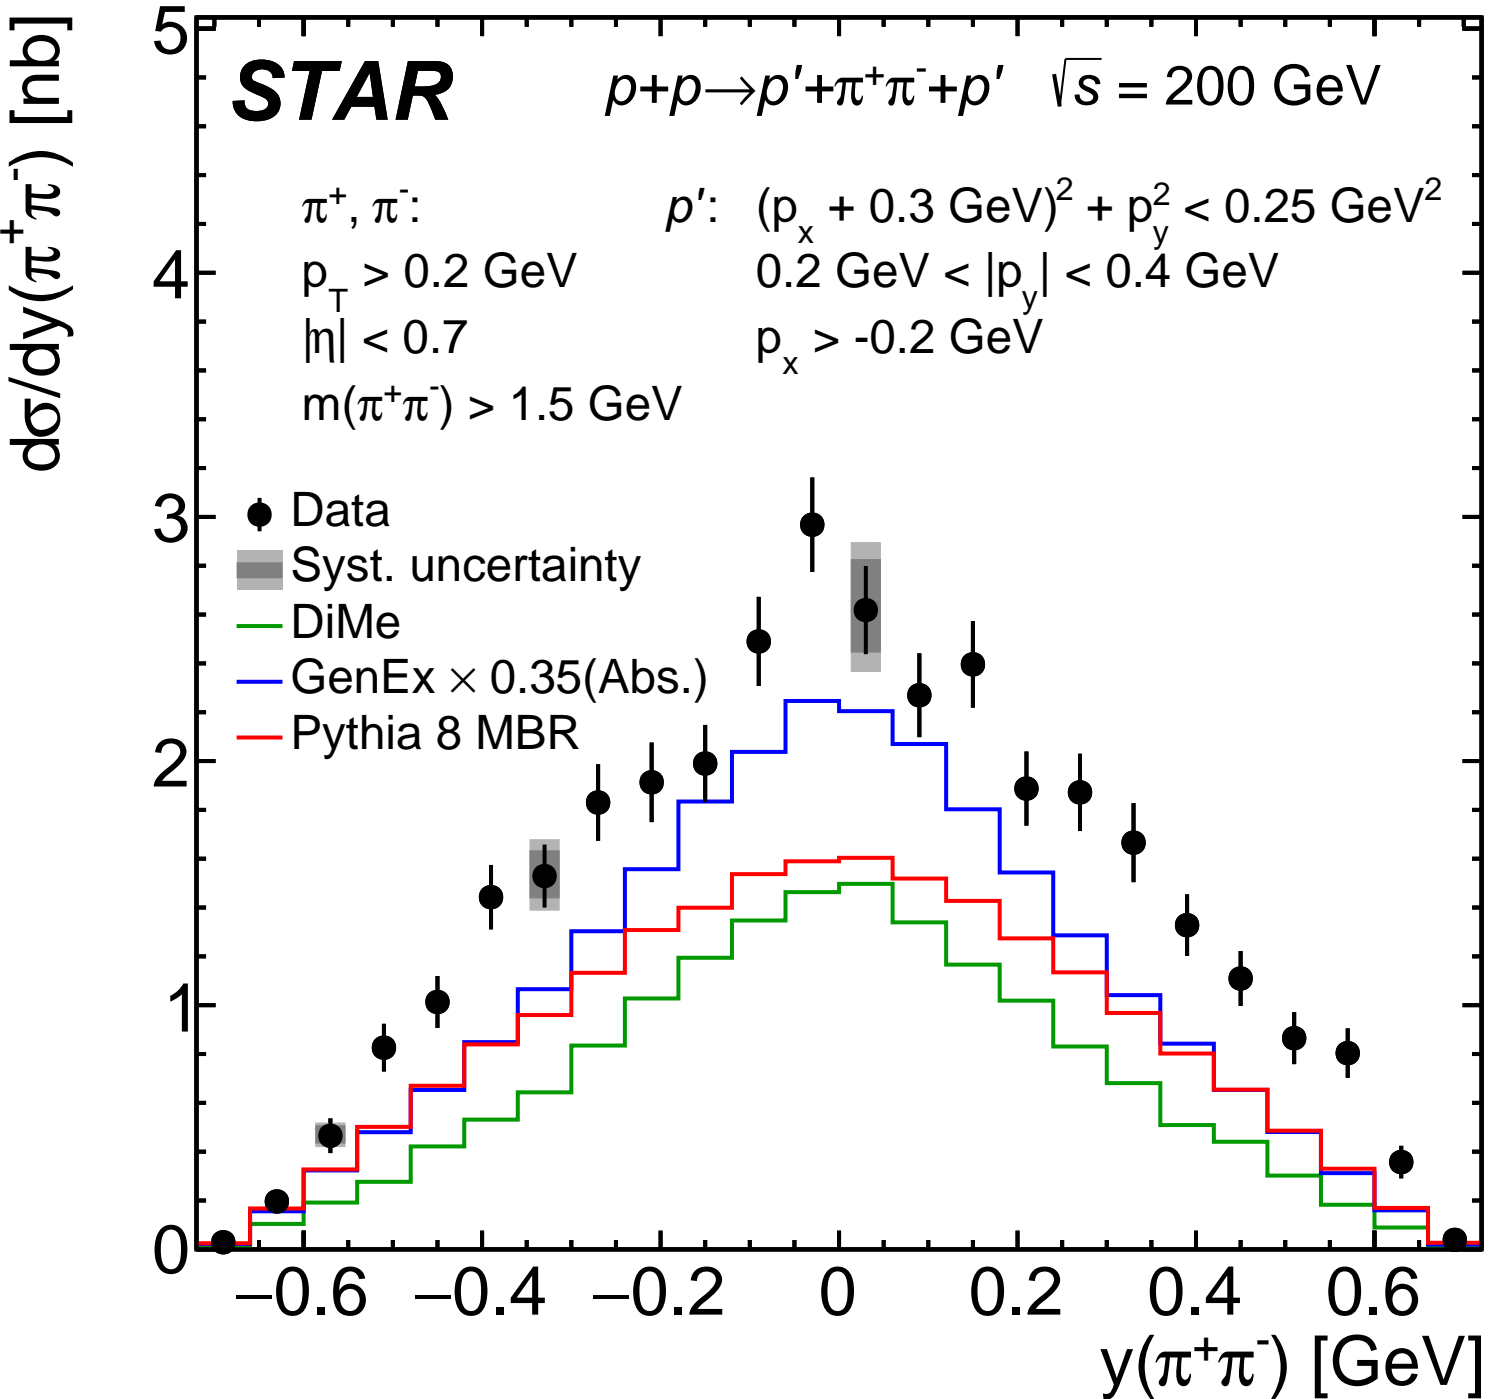 dσ/dy(π⁺π⁻) [nb]
5
4
3
2
1
0
STAR p+p→p′+π⁺π⁻+p′ √s = 200 GeV
π⁺, π⁻: p′: (pₓ + 0.3 GeV)² + p_y² < 0.25 GeV²
p_T > 0.2 GeV 0.2 GeV < |p_y| < 0.4 GeV
|η| < 0.7 pₓ > -0.2 GeV
m(π⁺π⁻) > 1.5 GeV
Data
Syst. uncertainty
DiMe
GenEx × 0.35(Abs.)
Pythia 8 MBR
−0.6 −0.4 −0.2 0 0.2 0.4 0.6
y(π⁺π⁻) [GeV]